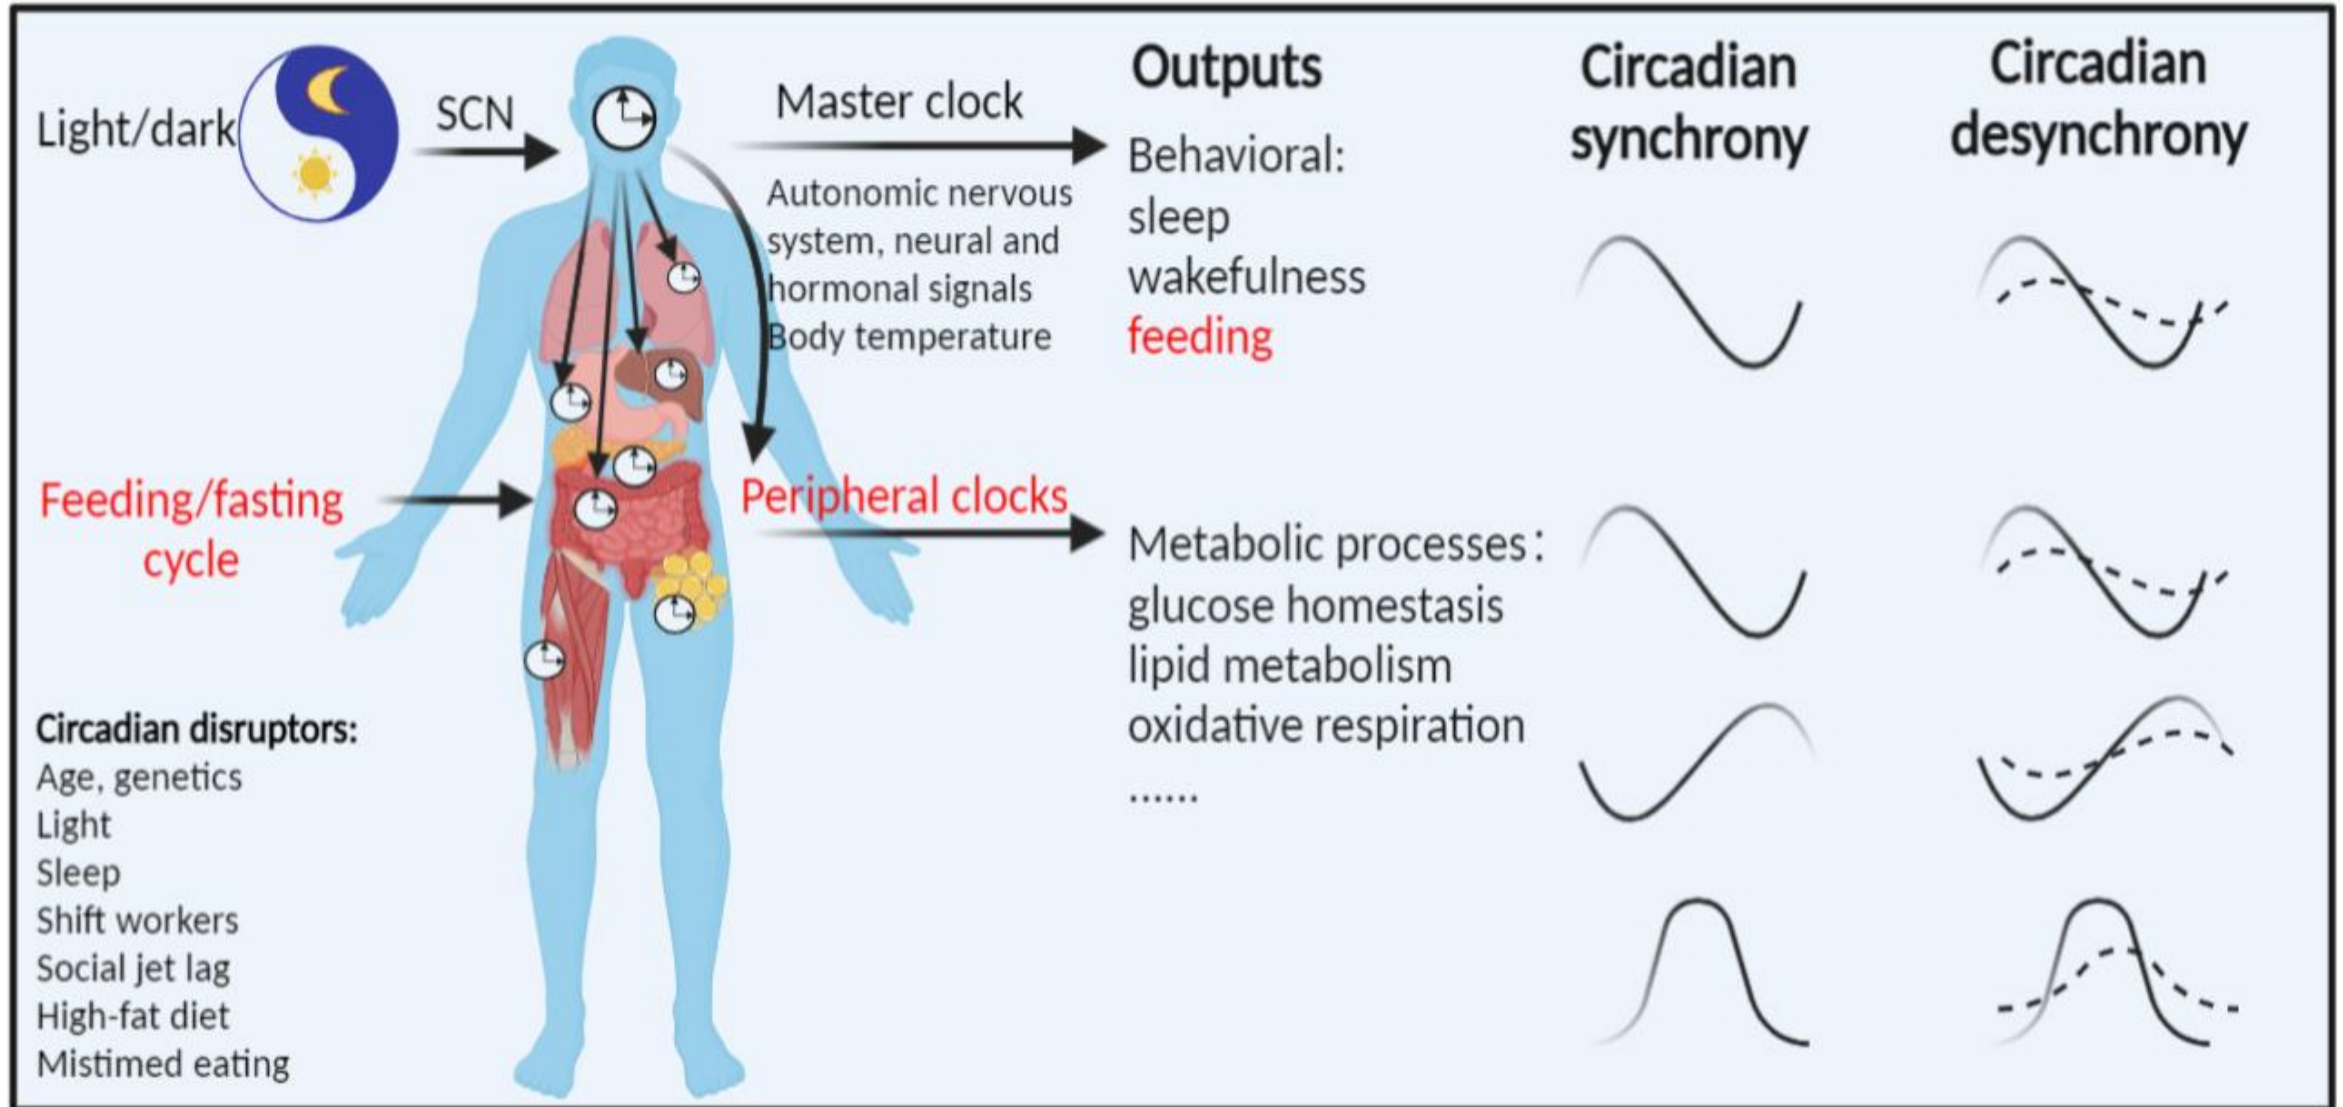 Light/dark
SCN
Master clock
Autonomic nervous
system, neural and
hormonal signals
Body temperature
Feeding/fasting
cycle
Peripheral clocks
Circadian disruptors:
Age, genetics
Light
Sleep
Shift workers
Social jet lag
High-fat diet
Mistimed eating
Outputs
Behavioral:
sleep
wakefulness
feeding
Metabolic processes:
glucose homestasis
lipid metabolism
oxidative respiration
......
Circadian
synchrony
Circadian
desynchrony